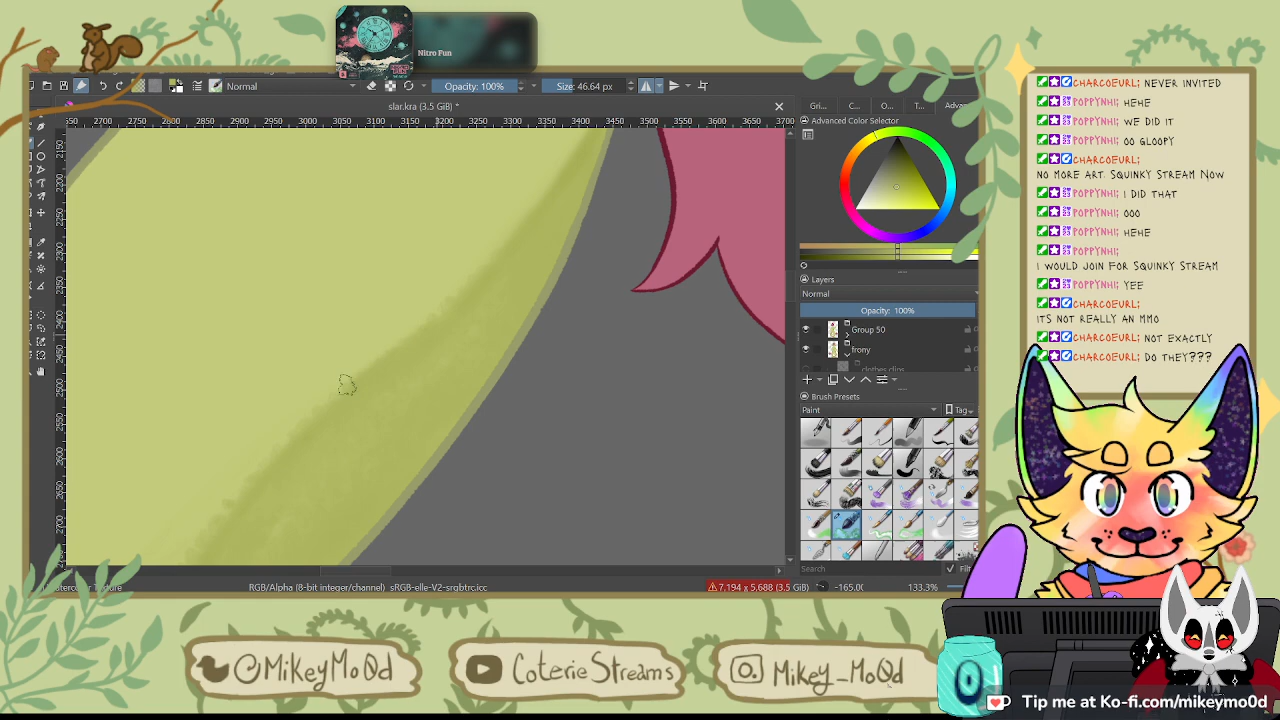 Nitro Fun
Normal
Opacity: 100%
Size: 46.64 px
slar.kra (3.5 GiB) *
2700 2750 2800 2850 2900 2950 3000 3050 3100 3150 3200 3250 3300 3350 3400 3450 3500 3550 3600 3650 3700
Gri... C... O... T... Advan
Advanced Color Selector
Layers
Normal
Opacity: 100%
Group 50
frony
clothes clips
Brush Presets
Paint
Tag
Search
RGB/Alpha (8-bit integer/channel) sRGB-elle-V2-srgbtrc.icc
7,194 x 5,688 (3.5 GiB)
133.3%
CHARCOEURL: NEVER INVITED
POPPYNHI: HEHE
POPPYNHI: WE DID IT
POPPYNHI: OO GLOOPY
CHARCOEURL:
NO MORE ART. SQUINKY STREAM NOW
POPPYNHI: I DID THAT
POPPYNHI: OOO
POPPYNHI: HEHE
POPPYNHI:
I WOULD JOIN FOR SQUINKY STREAM
POPPYNHI: YEE
CHARCOEURL:
ITS NOT REALLY AN MMO
CHARCOEURL: NOT EXACTLY
CHARCOEURL: DO THEY???
@MikeyMo0d
CoterieStreams
Mikey_Mo0d
Tip me at Ko-fi.com/mikeymo0d